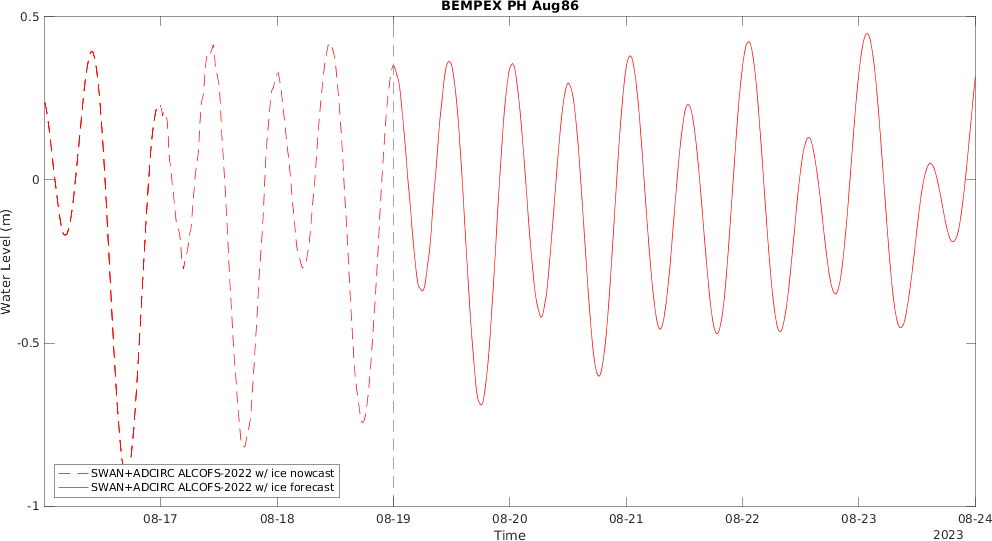 BEMPEX PH Aug86
0.5
0
-0.5
-1
Water Level (m)
SWAN+ADCIRC ALCOFS-2022 w/ ice nowcast
SWAN+ADCIRC ALCOFS-2022 w/ ice forecast
08-17 08-18 08-19 08-20 08-21 08-22 08-23 08-24
Time
2023